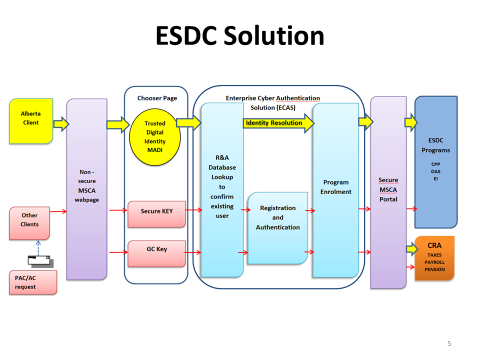 ESDC Solution
Chooser Page
Enterprise Cyber Authentication
Solution (ECAS)
Alberta
Client
Trusted
Digital
Identity
MADI
Identity Resolution
Non -
secure
MSCA
webpage
R&A
Database
Lookup
to
confirm
existing
user
Program
Enrolment
Secure
MSCA
Portal
ESDC
Programs
CPP
OAS
EI
Other
Clients
Secure KEY
Registration
and
Authentication
GC Key
CRA
TAXES
PAYROLL
PENSION
PAC/AC
request
5